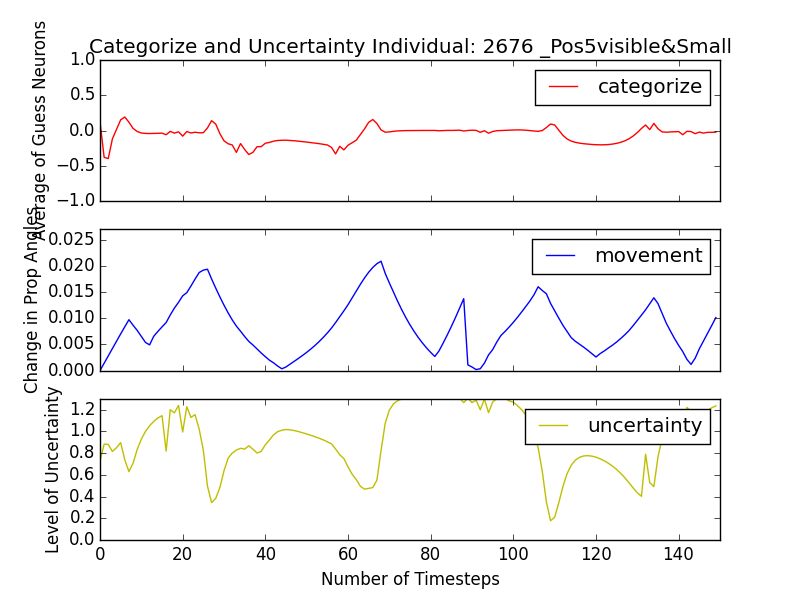 Categorize and Uncertainty Individual: 2676 _Pos5visible&Small
Average of Guess Neurons
1.0
0.5
0.0
−0.5
−1.0
categorize
Change in Prop Angles
0.025
0.020
0.015
0.010
0.005
0.000
movement
Level of Uncertainty
1.2
1.0
0.8
0.6
0.4
0.2
0.0
uncertainty
0 20 40 60 80 100 120 140
Number of Timesteps